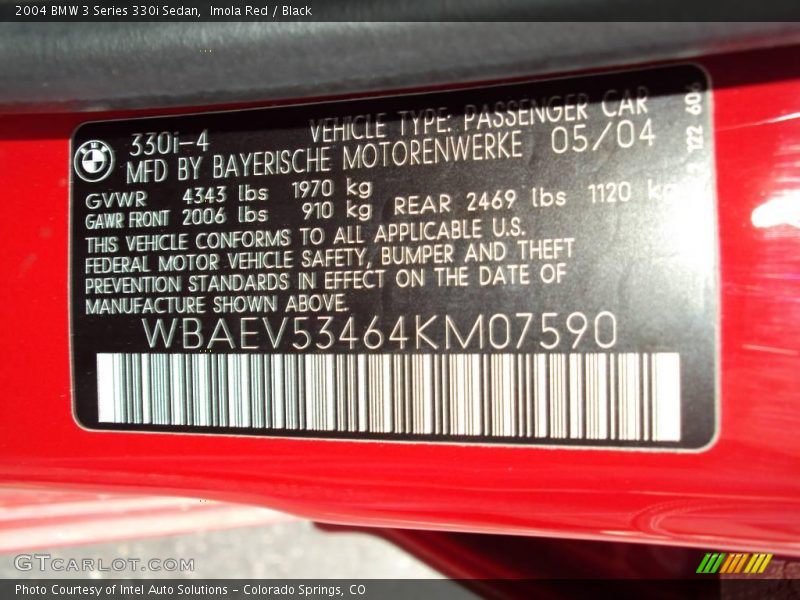 2004 BMW 3 Series 330i Sedan, Imola Red / Black
330i-4 VEHICLE TYPE: PASSENGER CAR
MFD BY BAYERISCHE MOTORENWERKE 05/04
GVWR 4343 lbs 1970 kg
GAWR FRONT 2006 lbs 910 kg REAR 2469 lbs 1120 kg
THIS VEHICLE CONFORMS TO ALL APPLICABLE U.S.
FEDERAL MOTOR VEHICLE SAFETY, BUMPER AND THEFT
PREVENTION STANDARDS IN EFFECT ON THE DATE OF
MANUFACTURE SHOWN ABOVE.
WBAEV53464KM07590
122 606
GTCARLOT.COM
Photo Courtesy of Intel Auto Solutions - Colorado Springs, CO